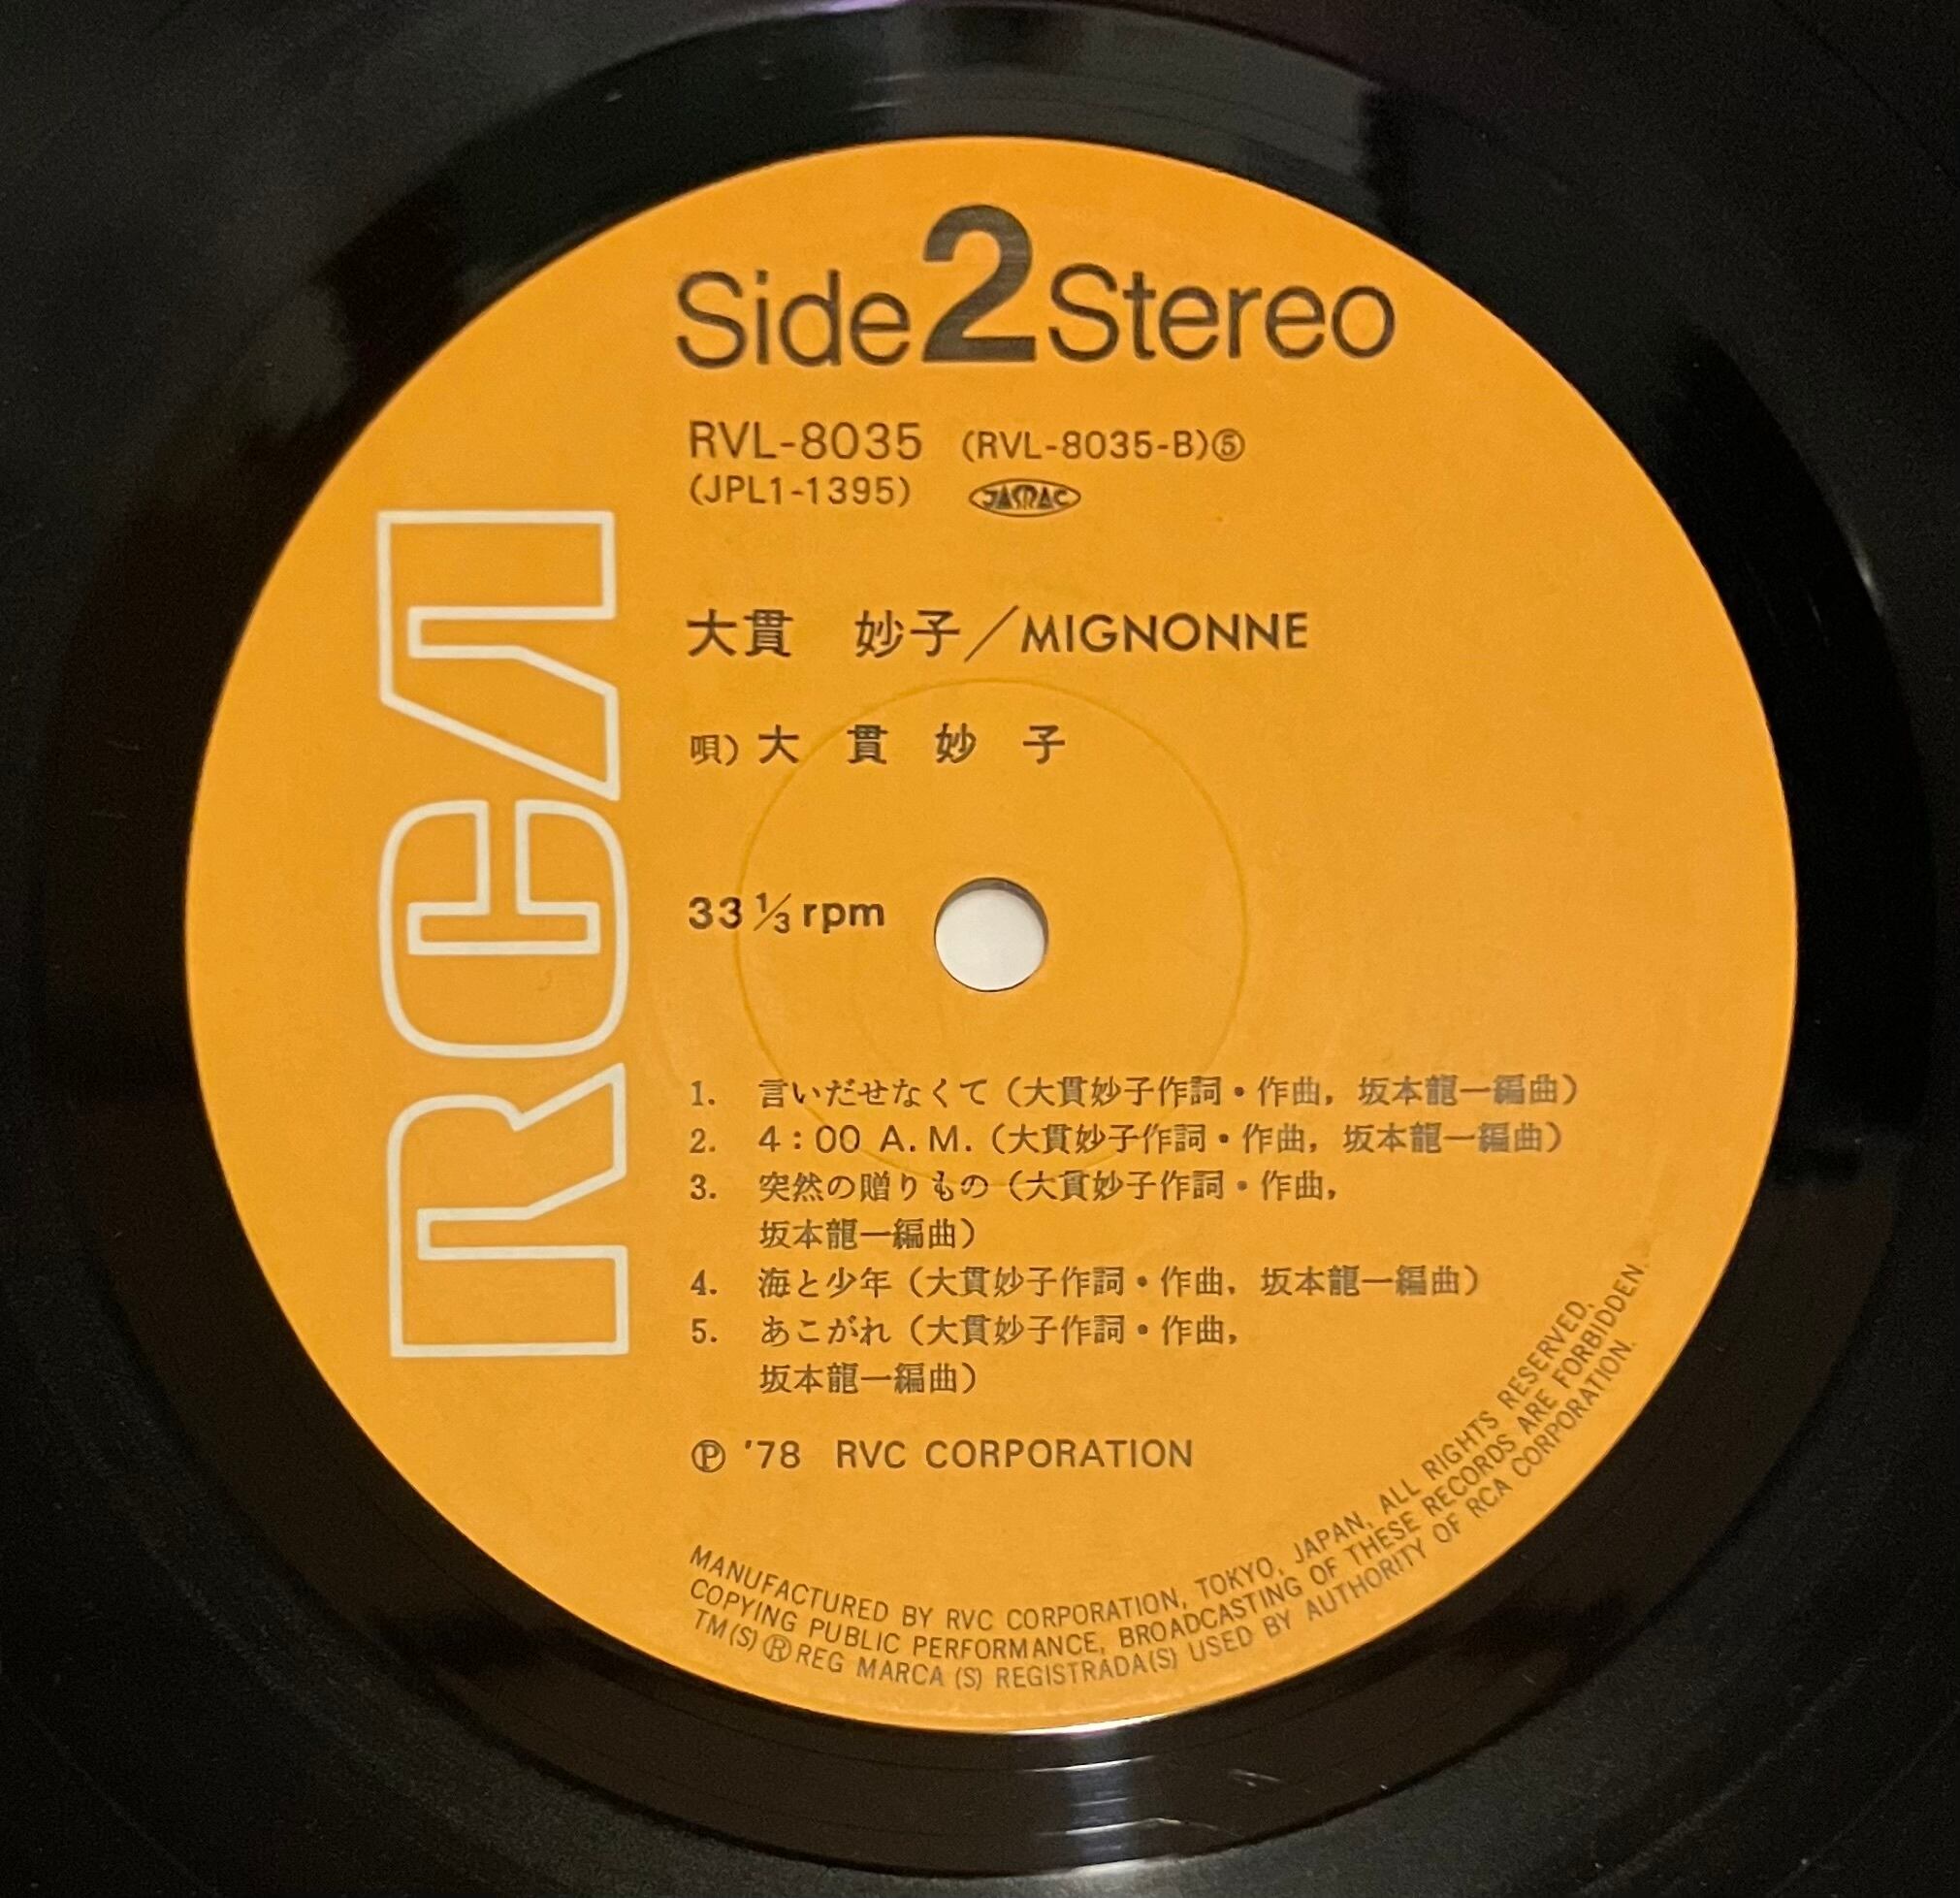 Side 2 Stereo
RVL-8035 (RVL-8035-B)⑤
(JPL1-1395) JASRAC
大貫 妙子／MIGNONNE
唄）大 貫 妙 子
RCA
33 1/3 rpm
1. 言いだせなくて（大貫妙子作詞・作曲，坂本龍一編曲）
2. 4：00 A.M.（大貫妙子作詞・作曲，坂本龍一編曲）
3. 突然の贈りもの（大貫妙子作詞・作曲，
坂本龍一編曲）
4. 海と少年（大貫妙子作詞・作曲，坂本龍一編曲）
5. あこがれ（大貫妙子作詞・作曲，
坂本龍一編曲）
Ⓟ '78 RVC CORPORATION
MANUFACTURED BY RVC CORPORATION, TOKYO, JAPAN, ALL RIGHTS RESERVED,
COPYING PUBLIC PERFORMANCE, BROADCASTING OF THESE RECORDS ARE FORBIDDEN.
TM(S)®REG MARCA (S) REGISTRADA(S) USED BY AUTHORITY OF RCA CORPORATION.